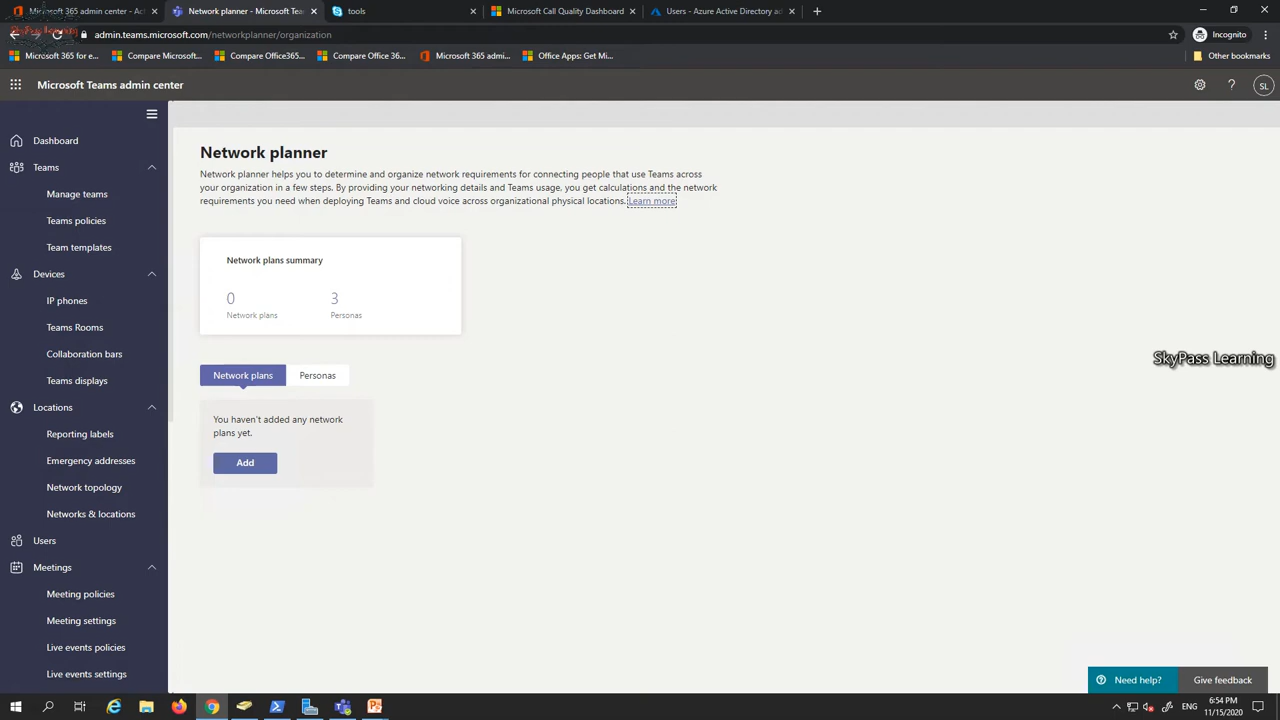 Microsoft 365 admin center - Act
Network planner - Microsoft Team
tools
Microsoft Call Quality Dashboard
Users - Azure Active Directory ad
admin.teams.microsoft.com/networkplanner/organization
Incognito
Microsoft 365 for e...
Compare Microsoft...
Compare Office365...
Compare Office 36...
Microsoft 365 admi...
Office Apps: Get Mi...
Other bookmarks
Microsoft Teams admin center
SL
Dashboard
Teams
Manage teams
Teams policies
Team templates
Devices
IP phones
Teams Rooms
Collaboration bars
Teams displays
Locations
Reporting labels
Emergency addresses
Network topology
Networks & locations
Users
Meetings
Meeting policies
Meeting settings
Live events policies
Live events settings
Network planner
Network planner helps you to determine and organize network requirements for connecting people that use Teams across
your organization in a few steps. By providing your networking details and Teams usage, you get calculations and the network
requirements you need when deploying Teams and cloud voice across organizational physical locations. Learn more
Network plans summary
0
3
Network plans
Personas
Network plans
Personas
You haven't added any network
plans yet.
Add
SkyPass Learning
Need help?
Give feedback
ENG
6:54 PM
11/15/2020